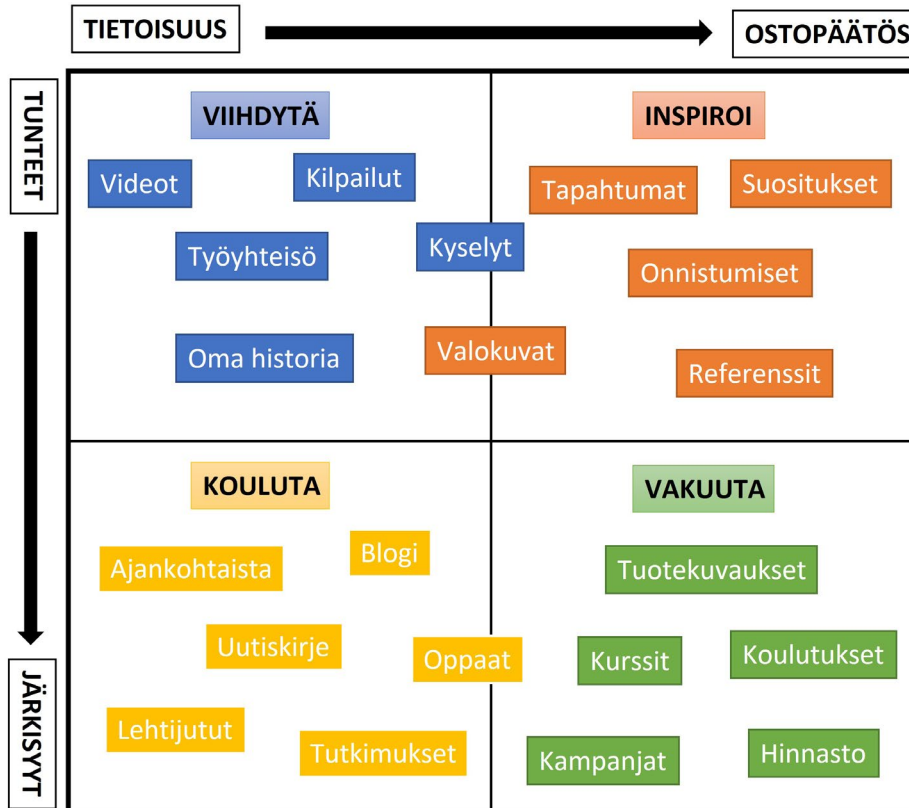 TIETOISUUS
OSTOPÄÄTÖS
TUNTEET
JÄRKISYYT
VIIHDYTÄ
Videot
Kilpailut
Työyhteisö
Kyselyt
Oma historia
Valokuvat
INSPIROI
Tapahtumat
Suositukset
Onnistumiset
Referenssit
KOULUTA
Ajankohtaista
Blogi
Uutiskirje
Oppaat
Lehtijutut
Tutkimukset
VAKUUTA
Tuotekuvaukset
Kurssit
Koulutukset
Kampanjat
Hinnasto